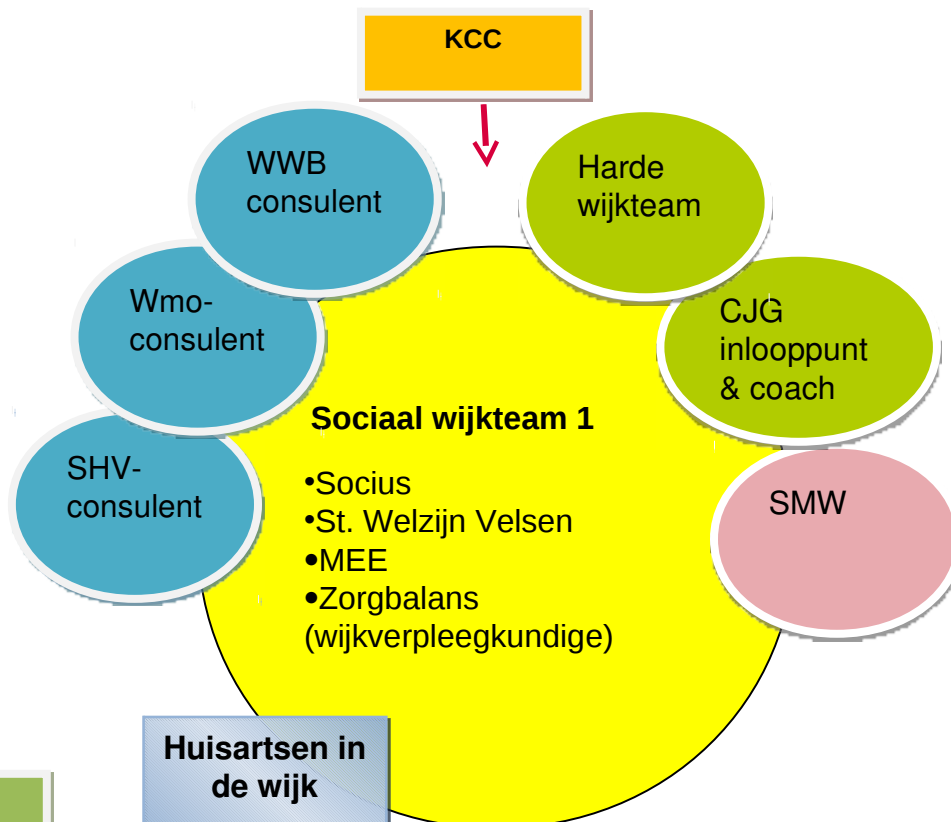 KCC
WWB
consulent
Harde
wijkteam
Wmo-
consulent
CJG
inlooppunt
& coach
SHV-
consulent
Sociaal wijkteam 1
•Socius
•St. Welzijn Velsen
•MEE
•Zorgbalans
(wijkverpleegkundige)
SMW
Huisartsen in
de wijk